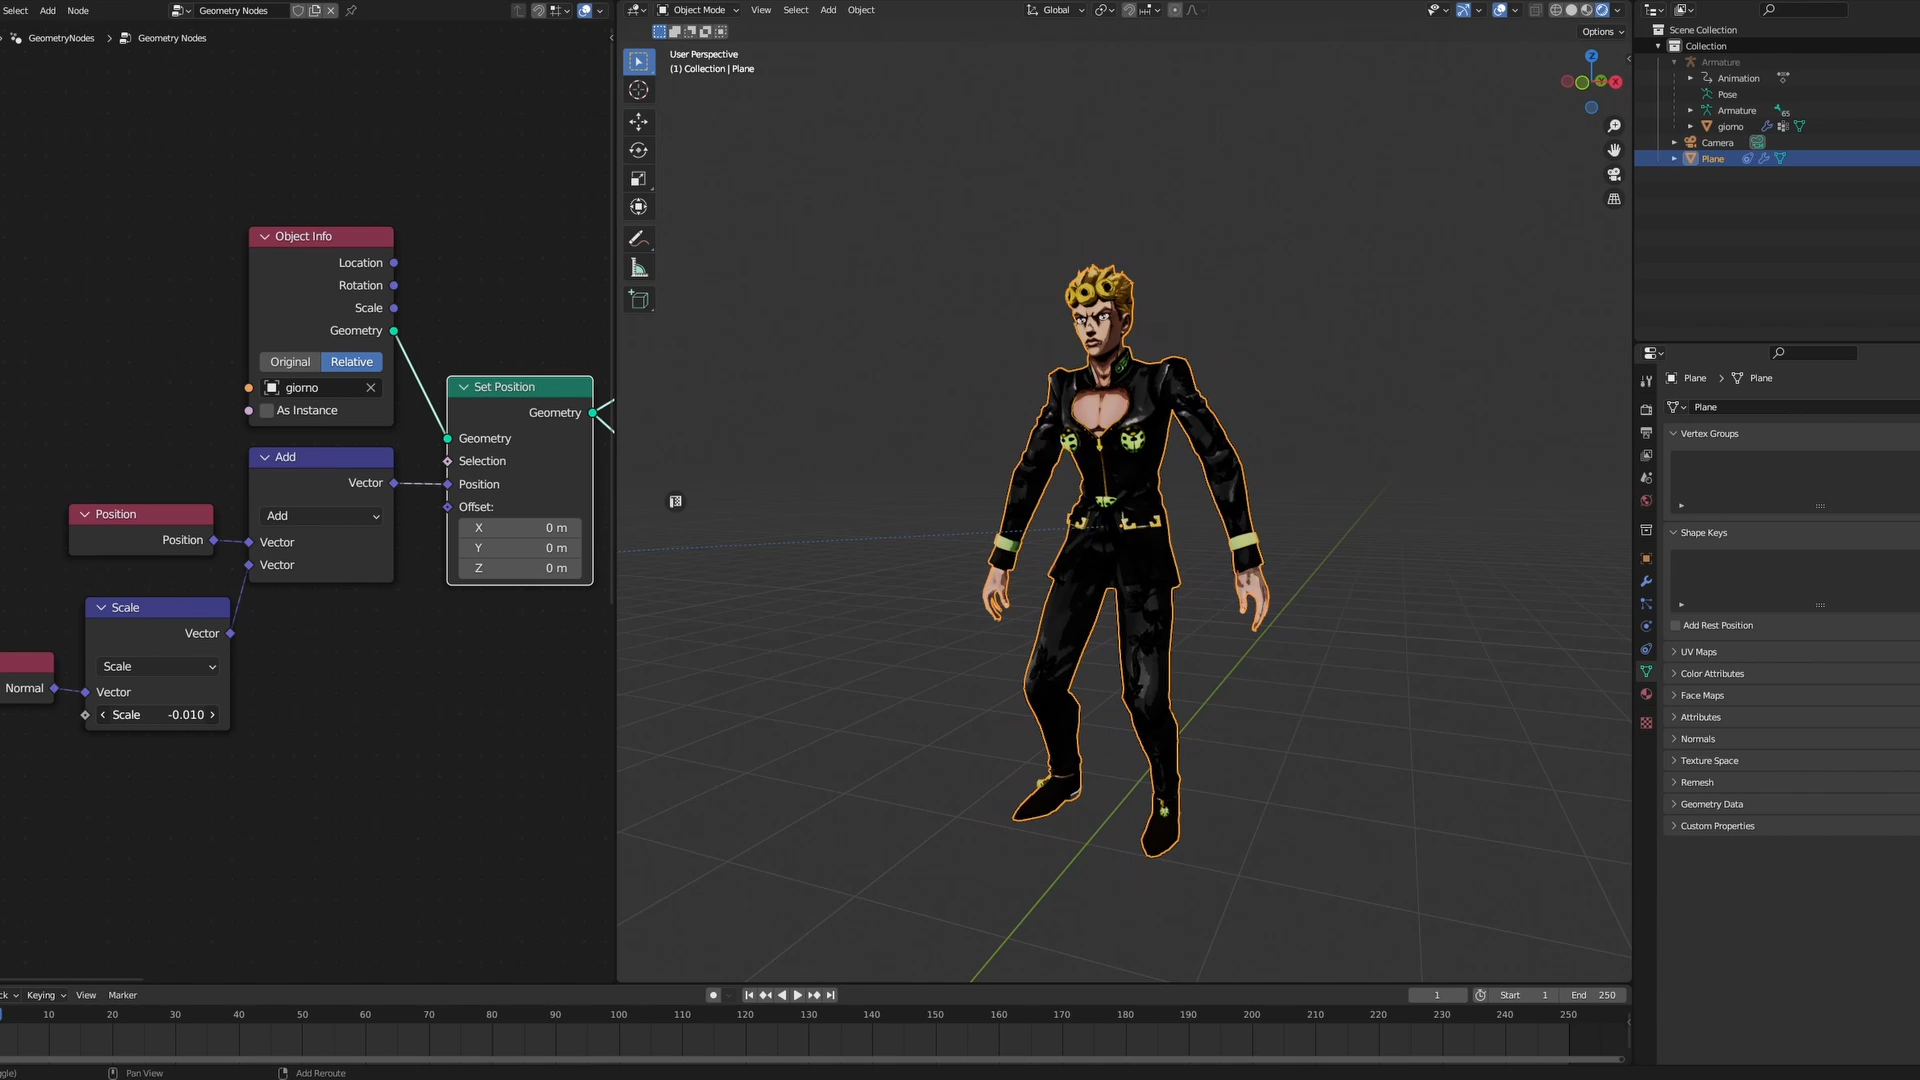 Select Add Node Geometry Nodes
GeometryNodes > Geometry Nodes
Object Info
Location
Rotation
Scale
Geometry
Original Relative
giorno
As Instance
Add
Vector
Add
Vector
Vector
Position
Position
Scale
Vector
Scale
Vector
Scale -0.010
Normal
Set Position
Geometry
Geometry
Selection
Position
Offset:
X 0 m
Y 0 m
Z 0 m
Object Mode View Select Add Object Global
Options
User Perspective
(1) Collection | Plane
Z
Y
X
Scene Collection
Collection
Armature
Animation
Pose
Armature 65
giorno
Camera
Plane
Plane > Plane
Plane
Vertex Groups
Shape Keys
Add Rest Position
UV Maps
Color Attributes
Face Maps
Attributes
Normals
Texture Space
Remesh
Geometry Data
Custom Properties
ck Keying View Marker
1 Start 1 End 250
10 20 30 40 50 60 70 80 90 100 110 120 130 140 150 160 170 180 190 200 210 220 230 240 250
ggle) Pan View Add Reroute